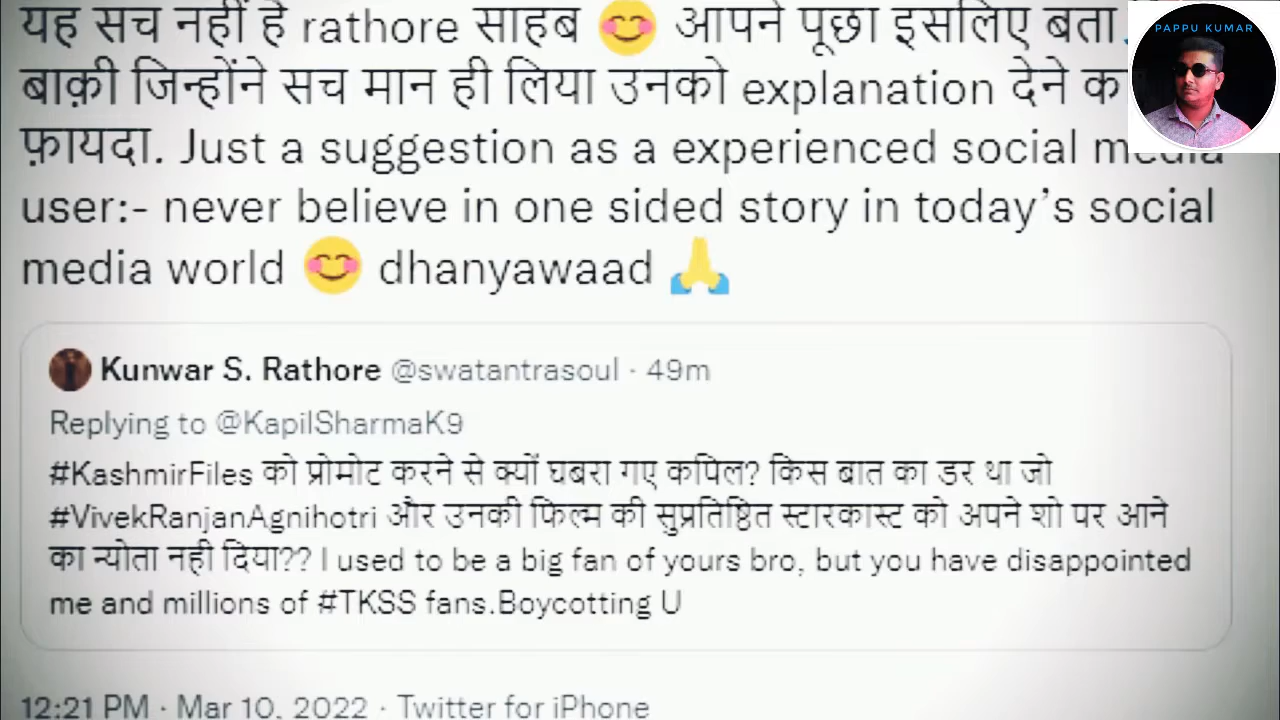 यह सच नहीं है rathore साहब 😊 आपने पूछा इसलिए बता
PAPPU KUMAR
बाक़ी जिन्होंने सच मान ही लिया उनको explanation देने
फ़ायदा. Just a suggestion as a experienced social media
user:- never believe in one sided story in today’s social
media world 😊 dhanyawaad 🙏
Kunwar S. Rathore @swatantrasoul · 49m
Replying to @KapilSharmaK9
#KashmirFiles को प्रोमोट करने से क्यों घबरा गए कपिल? किस बात का डर था जो
#VivekRanjanAgnihotri और उनकी फिल्म की सुप्रतिष्ठित स्टारकास्ट को अपने शो पर आने
का न्योता नही दिया?? I used to be a big fan of yours bro, but you have disappointed
me and millions of #TKSS fans.Boycotting U
12:21 PM · Mar 10, 2022 · Twitter for iPhone